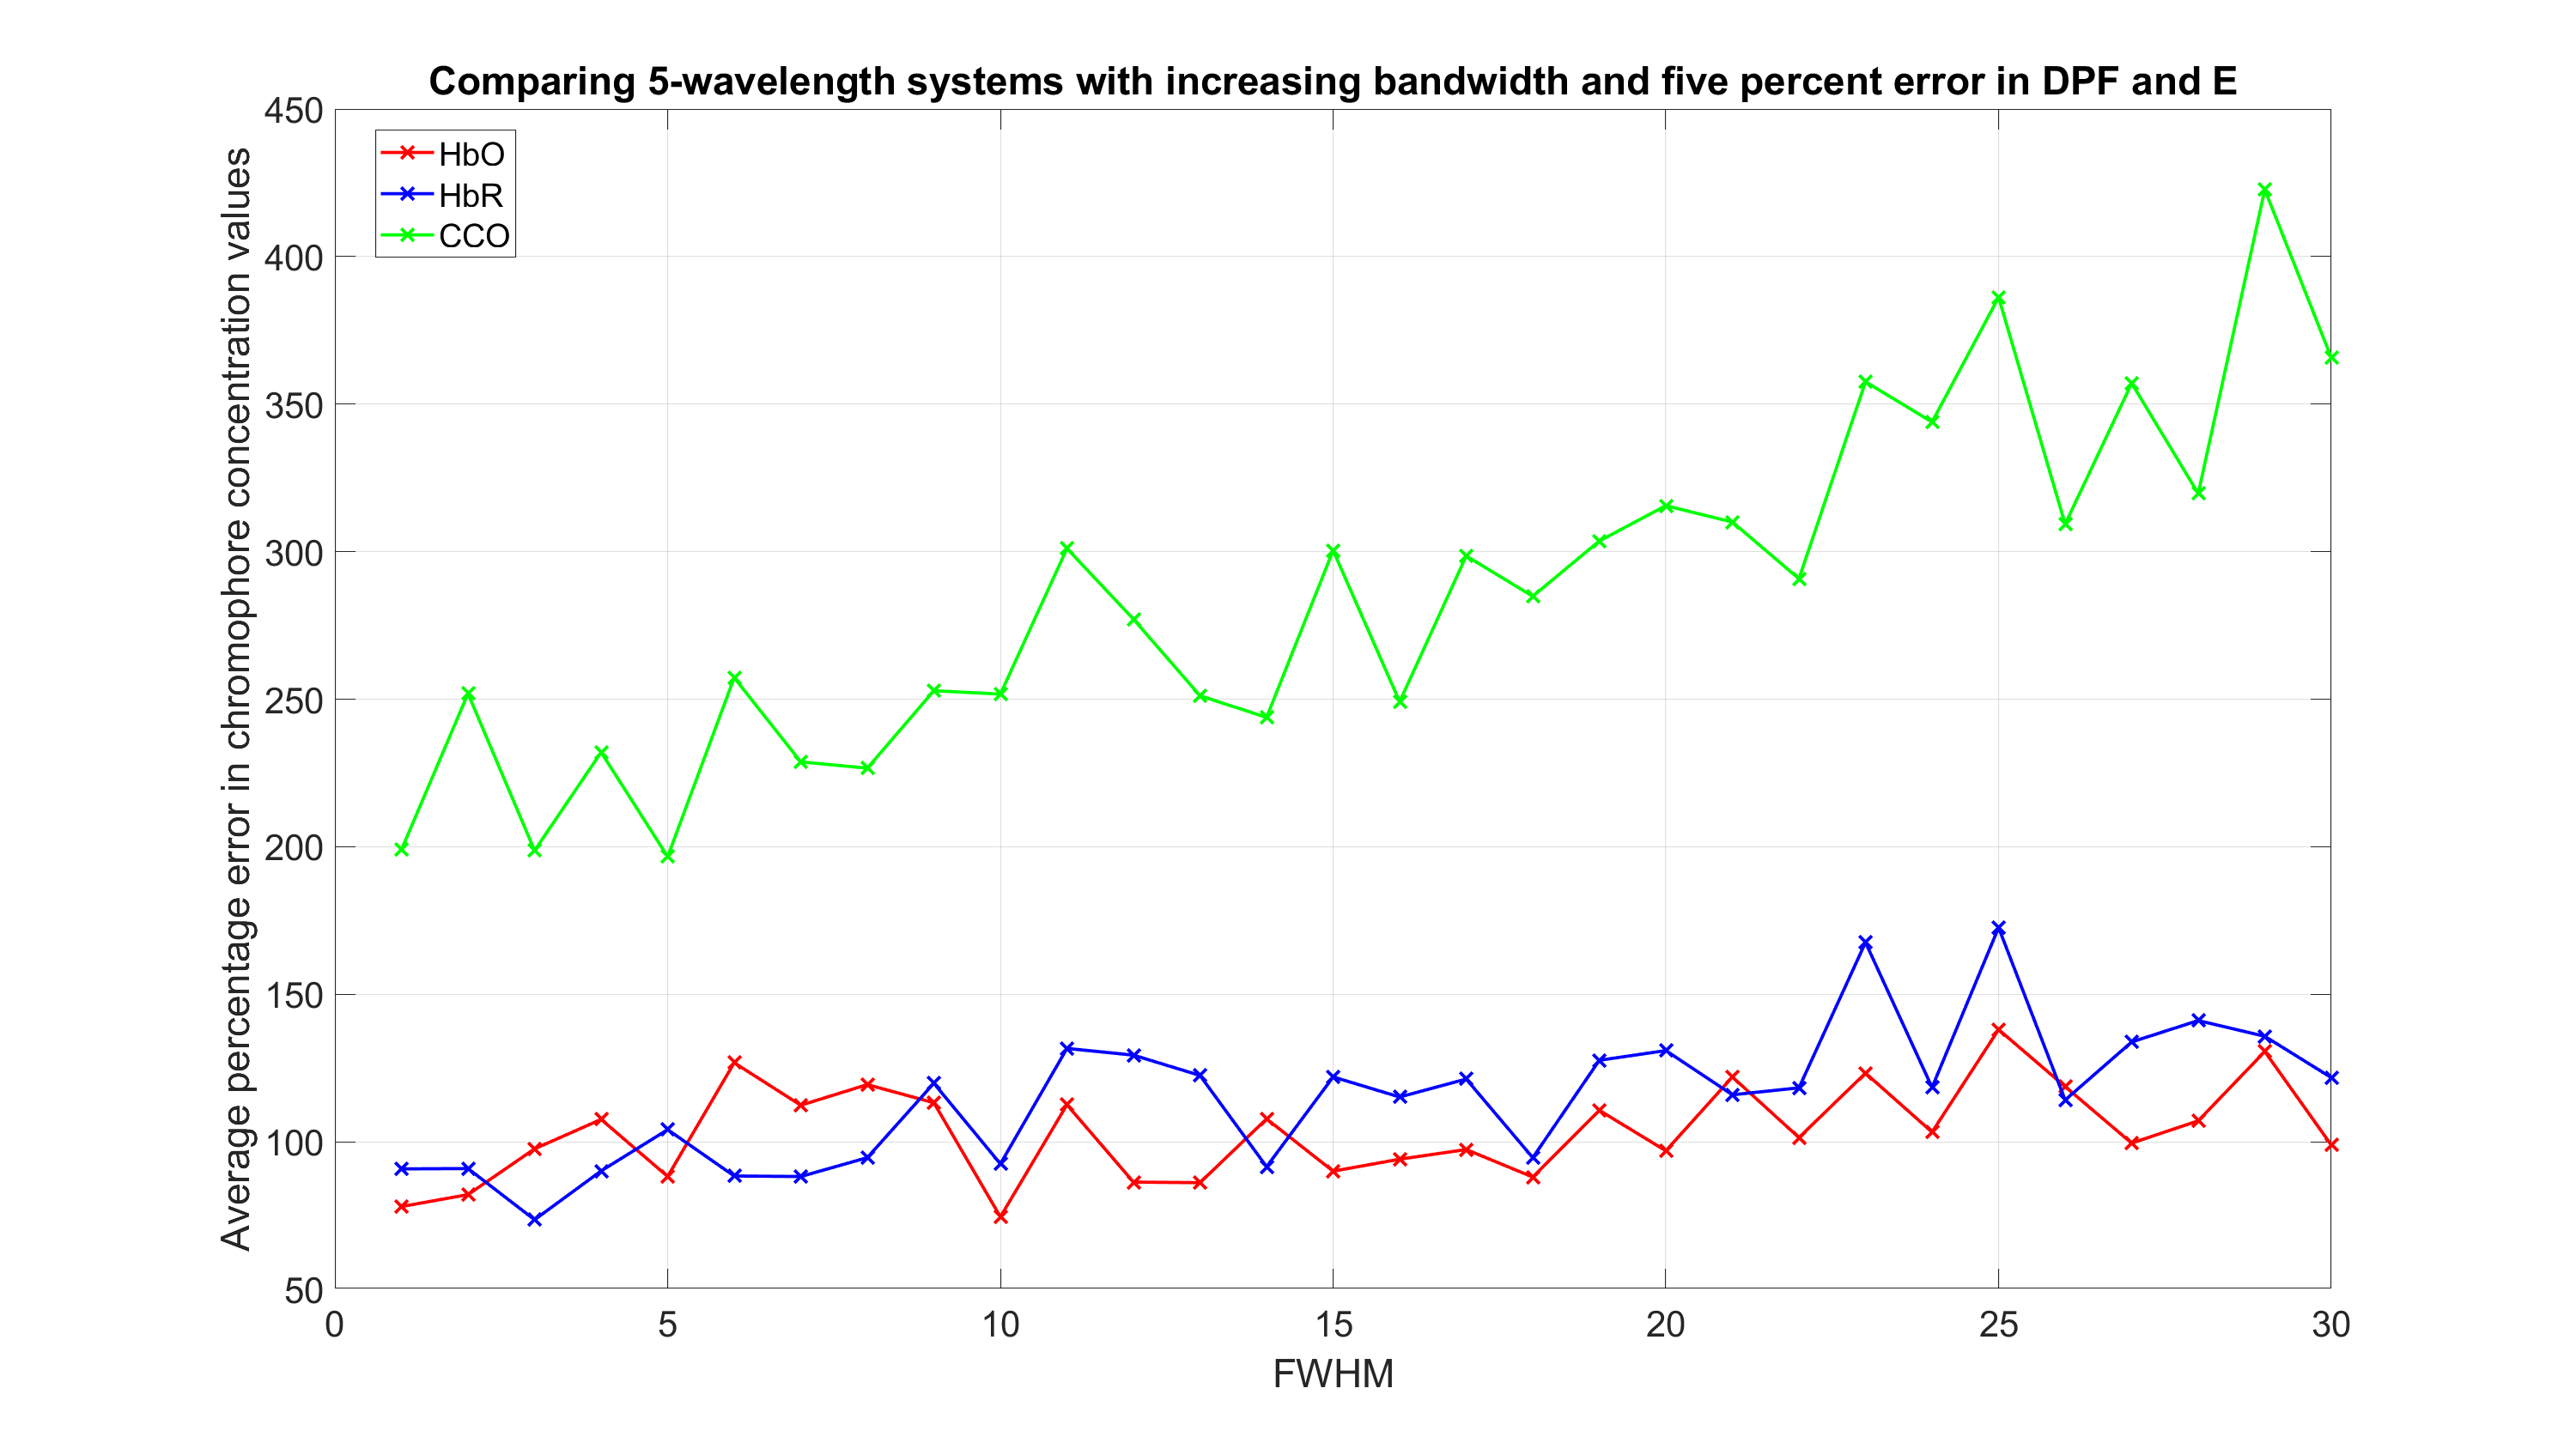 Comparing 5-wavelength systems with increasing bandwidth and five percent error in DPF and E
Average percentage error in chromophore concentration values
450
400
350
300
250
200
150
100
50
HbO
HbR
CCO
0 5 10 15 20 25 30
FWHM